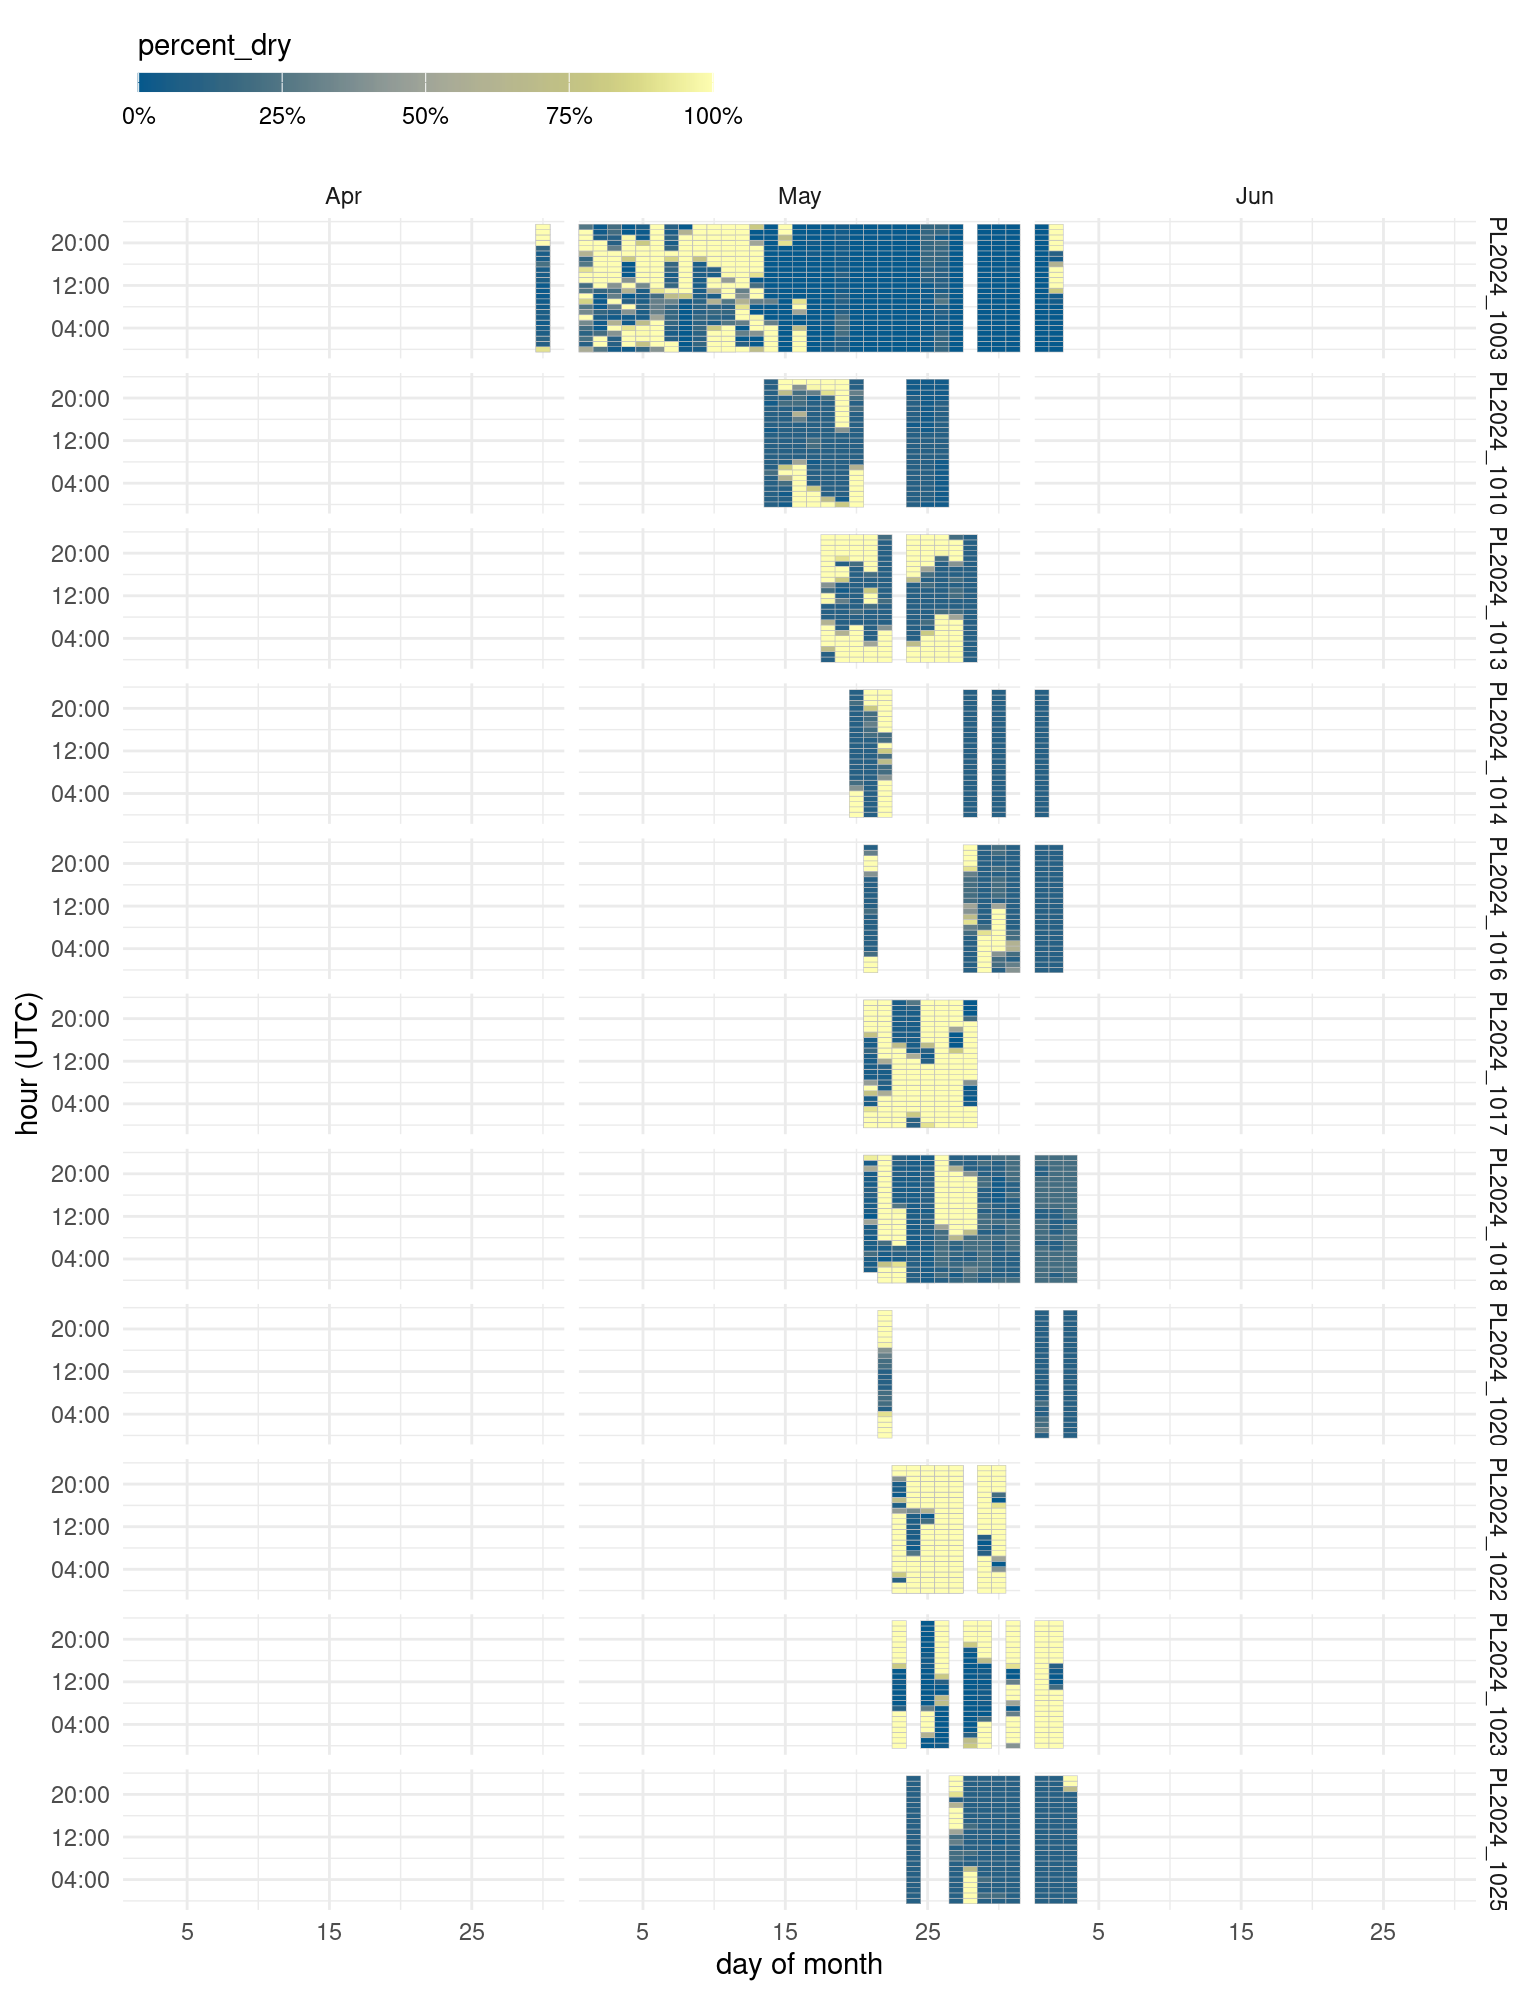 percent_dry
0% 25% 50% 75% 100%
Apr May Jun
20:00
12:00
04:00
PL2024_1003
20:00
12:00
04:00
PL2024_1010
20:00
12:00
04:00
PL2024_1013
20:00
12:00
04:00
PL2024_1014
20:00
12:00
04:00
PL2024_1016
20:00
12:00
04:00
PL2024_1017
20:00
12:00
04:00
PL2024_1018
20:00
12:00
04:00
PL2024_1020
20:00
12:00
04:00
PL2024_1022
20:00
12:00
04:00
PL2024_1023
20:00
12:00
04:00
PL2024_1025
hour (UTC)
5 15 25 5 15 25 5 15 25
day of month